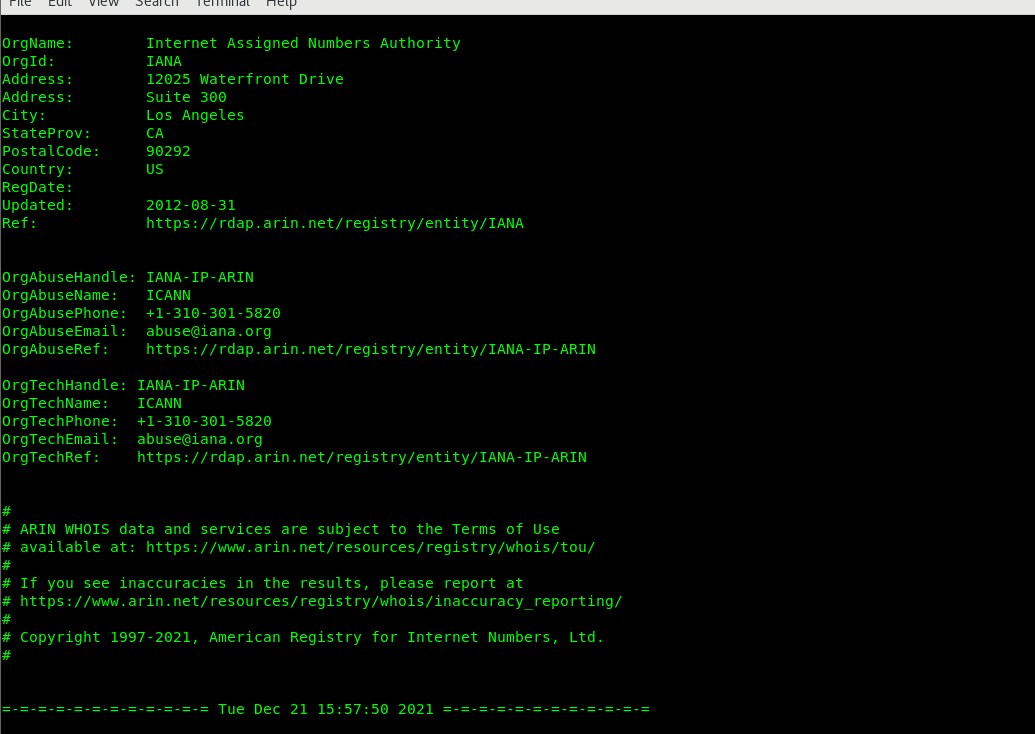 File Edit View Search Terminal Help
OrgName:        Internet Assigned Numbers Authority
OrgId:          IANA
Address:        12025 Waterfront Drive
Address:        Suite 300
City:           Los Angeles
StateProv:      CA
PostalCode:     90292
Country:        US
RegDate:
Updated:        2012-08-31
Ref:            https://rdap.arin.net/registry/entity/IANA
OrgAbuseHandle: IANA-IP-ARIN
OrgAbuseName:   ICANN
OrgAbusePhone:  +1-310-301-5820
OrgAbuseEmail:  abuse@iana.org
OrgAbuseRef:    https://rdap.arin.net/registry/entity/IANA-IP-ARIN
OrgTechHandle: IANA-IP-ARIN
OrgTechName:   ICANN
OrgTechPhone:  +1-310-301-5820
OrgTechEmail:  abuse@iana.org
OrgTechRef:    https://rdap.arin.net/registry/entity/IANA-IP-ARIN
#
# ARIN WHOIS data and services are subject to the Terms of Use
# available at: https://www.arin.net/resources/registry/whois/tou/
#
# If you see inaccuracies in the results, please report at
# https://www.arin.net/resources/registry/whois/inaccuracy_reporting/
#
# Copyright 1997-2021, American Registry for Internet Numbers, Ltd.
#
=-=-=-=-=-=-=-=-=-=-=-= Tue Dec 21 15:57:50 2021 =-=-=-=-=-=-=-=-=-=-=-=